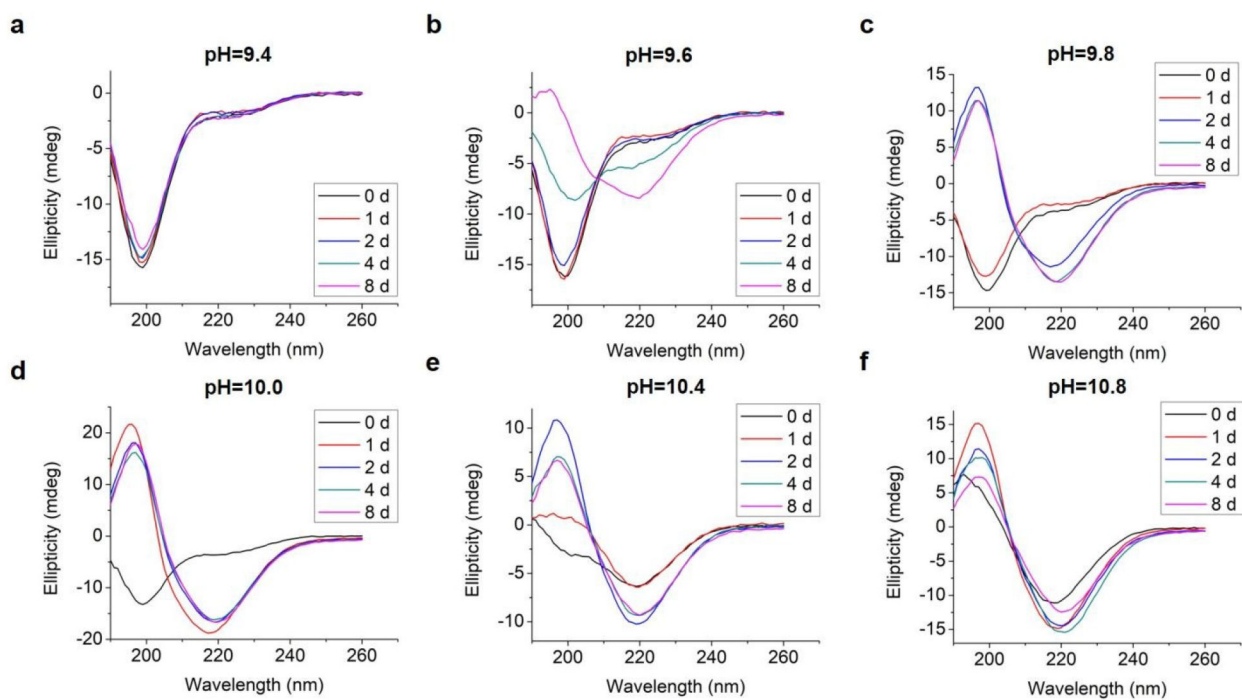 a
pH=9.4
0
-5
-10
-15
Ellipticity (mdeg)
0 d
1 d
2 d
4 d
8 d
200 220 240 260
Wavelength (nm)
b
pH=9.6
5
0
-5
-10
-15
Ellipticity (mdeg)
0 d
1 d
2 d
4 d
8 d
200 220 240 260
Wavelength (nm)
c
pH=9.8
15
10
5
0
-5
-10
-15
Ellipticity (mdeg)
0 d
1 d
2 d
4 d
8 d
200 220 240 260
Wavelength (nm)
d
pH=10.0
20
10
0
-10
-20
Ellipticity (mdeg)
0 d
1 d
2 d
4 d
8 d
200 220 240 260
Wavelength (nm)
e
pH=10.4
10
5
0
-5
-10
Ellipticity (mdeg)
0 d
1 d
2 d
4 d
8 d
200 220 240 260
Wavelength (nm)
f
pH=10.8
15
10
5
0
-5
-10
-15
Ellipticity (mdeg)
0 d
1 d
2 d
4 d
8 d
200 220 240 260
Wavelength (nm)